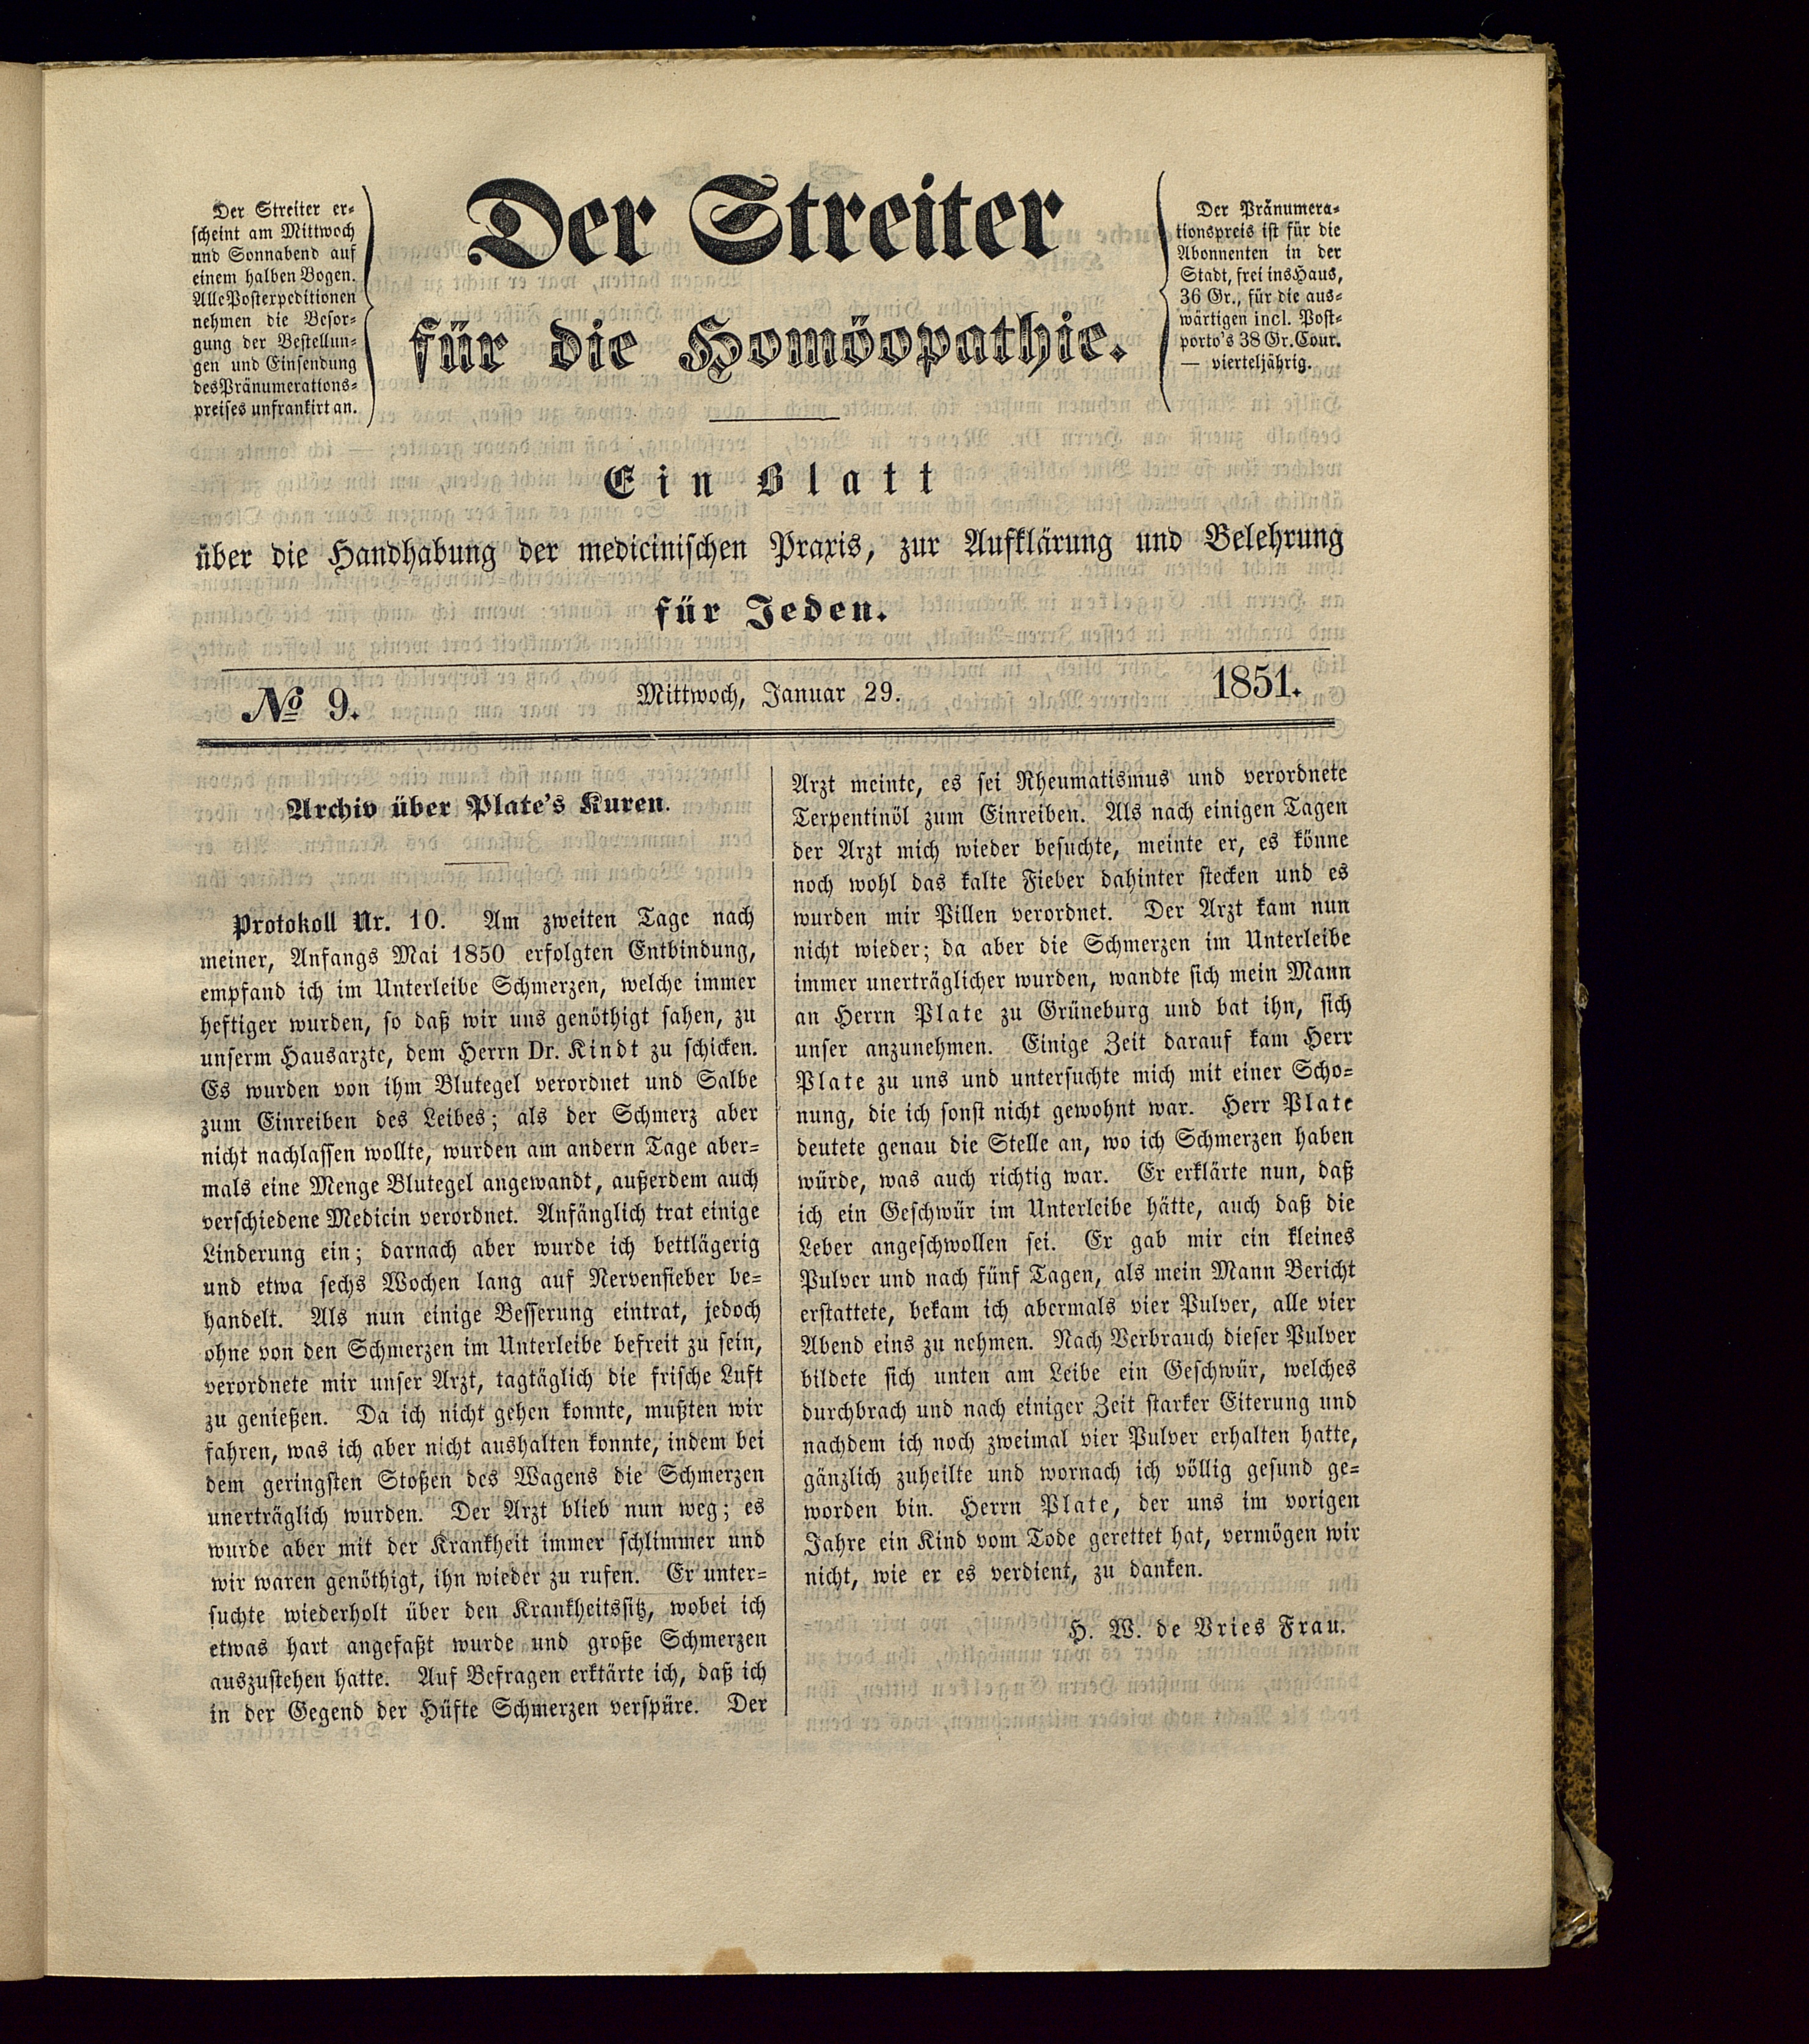 Der Streiter er-
scheint am Mittwoch
und Sonnabend auf
einem halben Bogen.
Alle Postexpeditionen
nehmen die Besor-
gung der Bestellun-
gen und Einsendung
des Pränumerations-
preises unfrankirt an.
Der Streiter
für die Homöopathie.
Der Pränumera-
tionspreis ist für die
Abonnenten in der
Stadt, frei ins Haus,
36 Gr., für die aus-
wärtigen incl. Post-
porto's 38 Gr. Cour.
— vierteljährig.
Ein Blatt
über die Handhabung der medicinischen Praxis, zur Aufklärung und Belehrung
für Jeden.
No 9.
Mittwoch, Januar 29.
1851.
Archiv über Plate's Kuren.
Protokoll Nr. 10. Am zweiten Tage nach
meiner, Anfangs Mai 1850 erfolgten Entbindung,
empfand ich im Unterleibe Schmerzen, welche immer
heftiger wurden, so daß wir uns genöthigt sahen, zu
unserm Hausarzte, dem Herrn Dr. Kindt zu schicken.
Es wurden von ihm Blutegel verordnet und Salbe
zum Einreiben des Leibes; als der Schmerz aber
nicht nachlassen wollte, wurden am andern Tage aber-
mals eine Menge Blutegel angewandt, außerdem auch
verschiedene Medicin verordnet. Anfänglich trat einige
Linderung ein; darnach aber wurde ich bettlägerig
und etwa sechs Wochen lang auf Nervenfieber be-
handelt. Als nun einige Besserung eintrat, jedoch
ohne von den Schmerzen im Unterleibe befreit zu sein,
verordnete mir unser Arzt, tagtäglich die frische Luft
zu genießen. Da ich nicht gehen konnte, mußten wir
fahren, was ich aber nicht aushalten konnte, indem bei
dem geringsten Stoßen des Wagens die Schmerzen
unerträglich wurden. Der Arzt blieb nun weg; es
wurde aber mit der Krankheit immer schlimmer und
wir waren genöthigt, ihn wieder zu rufen. Er unter-
suchte wiederholt über den Krankheitssitz, wobei ich
etwas hart angefaßt wurde und große Schmerzen
auszustehen hatte. Auf Befragen erktärte ich, daß ich
in der Gegend der Hüfte Schmerzen verspüre. Der
Arzt meinte, es sei Rheumatismus und verordnete
Terpentinöl zum Einreiben. Als nach einigen Tagen
der Arzt mich wieder besuchte, meinte er, es könne
noch wohl das kalte Fieber dahinter stecken und es
wurden mir Pillen verordnet. Der Arzt kam nun
nicht wieder; da aber die Schmerzen im Unterleibe
immer unerträglicher wurden, wandte sich mein Mann
an Herrn Plate zu Grüneburg und bat ihn, sich
unser anzunehmen. Einige Zeit darauf kam Herr
Plate zu uns und untersuchte mich mit einer Scho-
nung, die ich sonst nicht gewohnt war. Herr Plate
deutete genau die Stelle an, wo ich Schmerzen haben
würde, was auch richtig war. Er erklärte nun, daß
ich ein Geschwür im Unterleibe hätte, auch daß die
Leber angeschwollen sei. Er gab mir ein kleines
Pulver und nach fünf Tagen, als mein Mann Bericht
erstattete, bekam ich abermals vier Pulver, alle vier
Abend eins zu nehmen. Nach Verbrauch dieser Pulver
bildete sich unten am Leibe ein Geschwür, welches
durchbrach und nach einiger Zeit starker Eiterung und
nachdem ich noch zweimal vier Pulver erhalten hatte,
gänzlich zuheilte und wornach ich völlig gesund ge-
worden bin. Herrn Plate, der uns im vorigen
Jahre ein Kind vom Tode gerettet hat, vermögen wir
nicht, wie er es verdient, zu danken.
H. W. de Vries Frau.